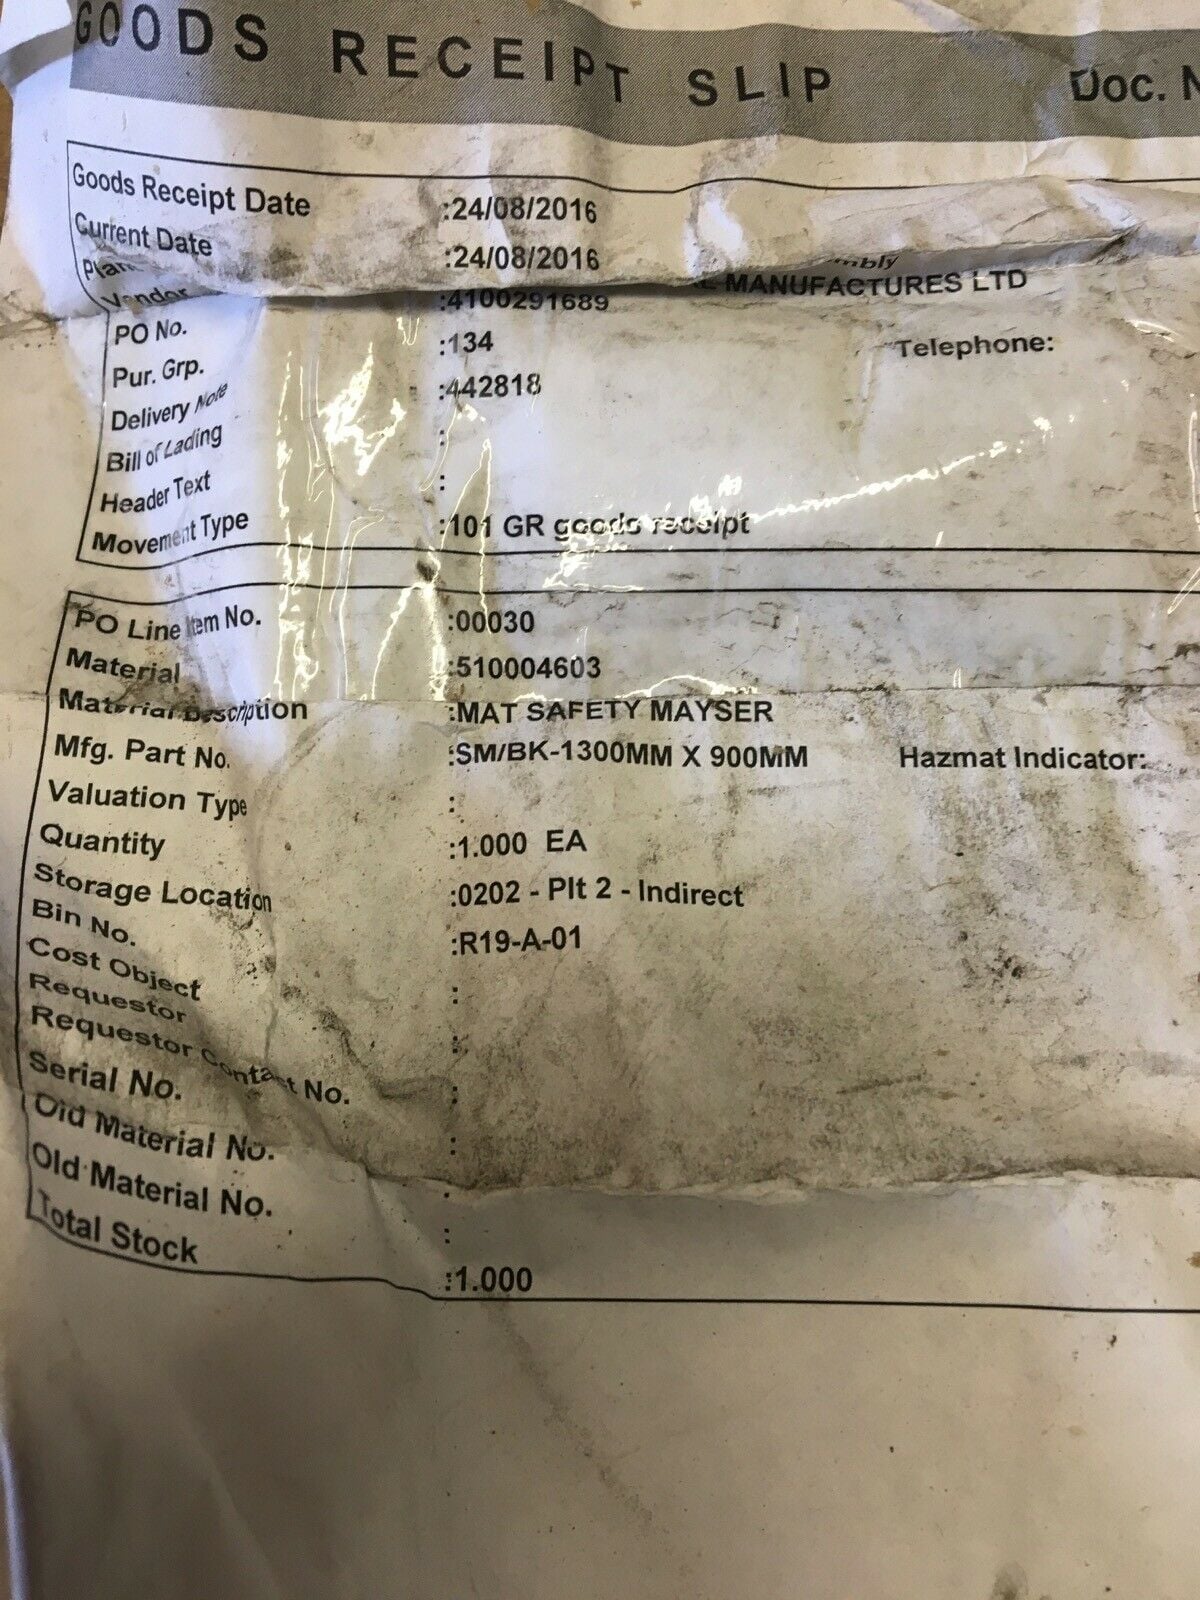 GOODS RECEIPT SLIP Doc. N
Goods Receipt Date :24/08/2016
Current Date :24/08/2016
Plan mbly
Vendor MANUFACTURES LTD
PO No. :4100291689
Pur. Grp. :134 Telephone:
Delivery Note :442818
Bill of Lading :
Header Text :
Movement Type :101 GR goods receipt
PO Line Item No. :00030
Material :510004603
Material Description :MAT SAFETY MAYSER
Mfg. Part No. :SM/BK-1300MM X 900MM Hazmat Indicator:
Valuation Type :
Quantity :1.000 EA
Storage Location :0202 - Plt 2 - Indirect
Bin No. :R19-A-01
Cost Object :
Requestor :
Requestor Contact No. :
Serial No. :
Old Material No. :
Old Material No. :
Total Stock :1.000